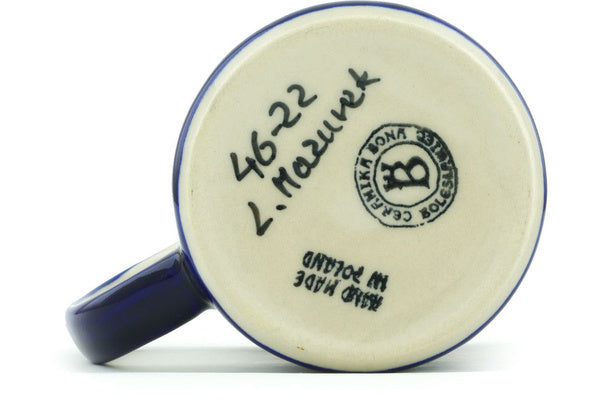 46-22
L. Mazurek
CERAMIKA BONA BOLESŁAWIEC
B
HAND MADE
IN POLAND